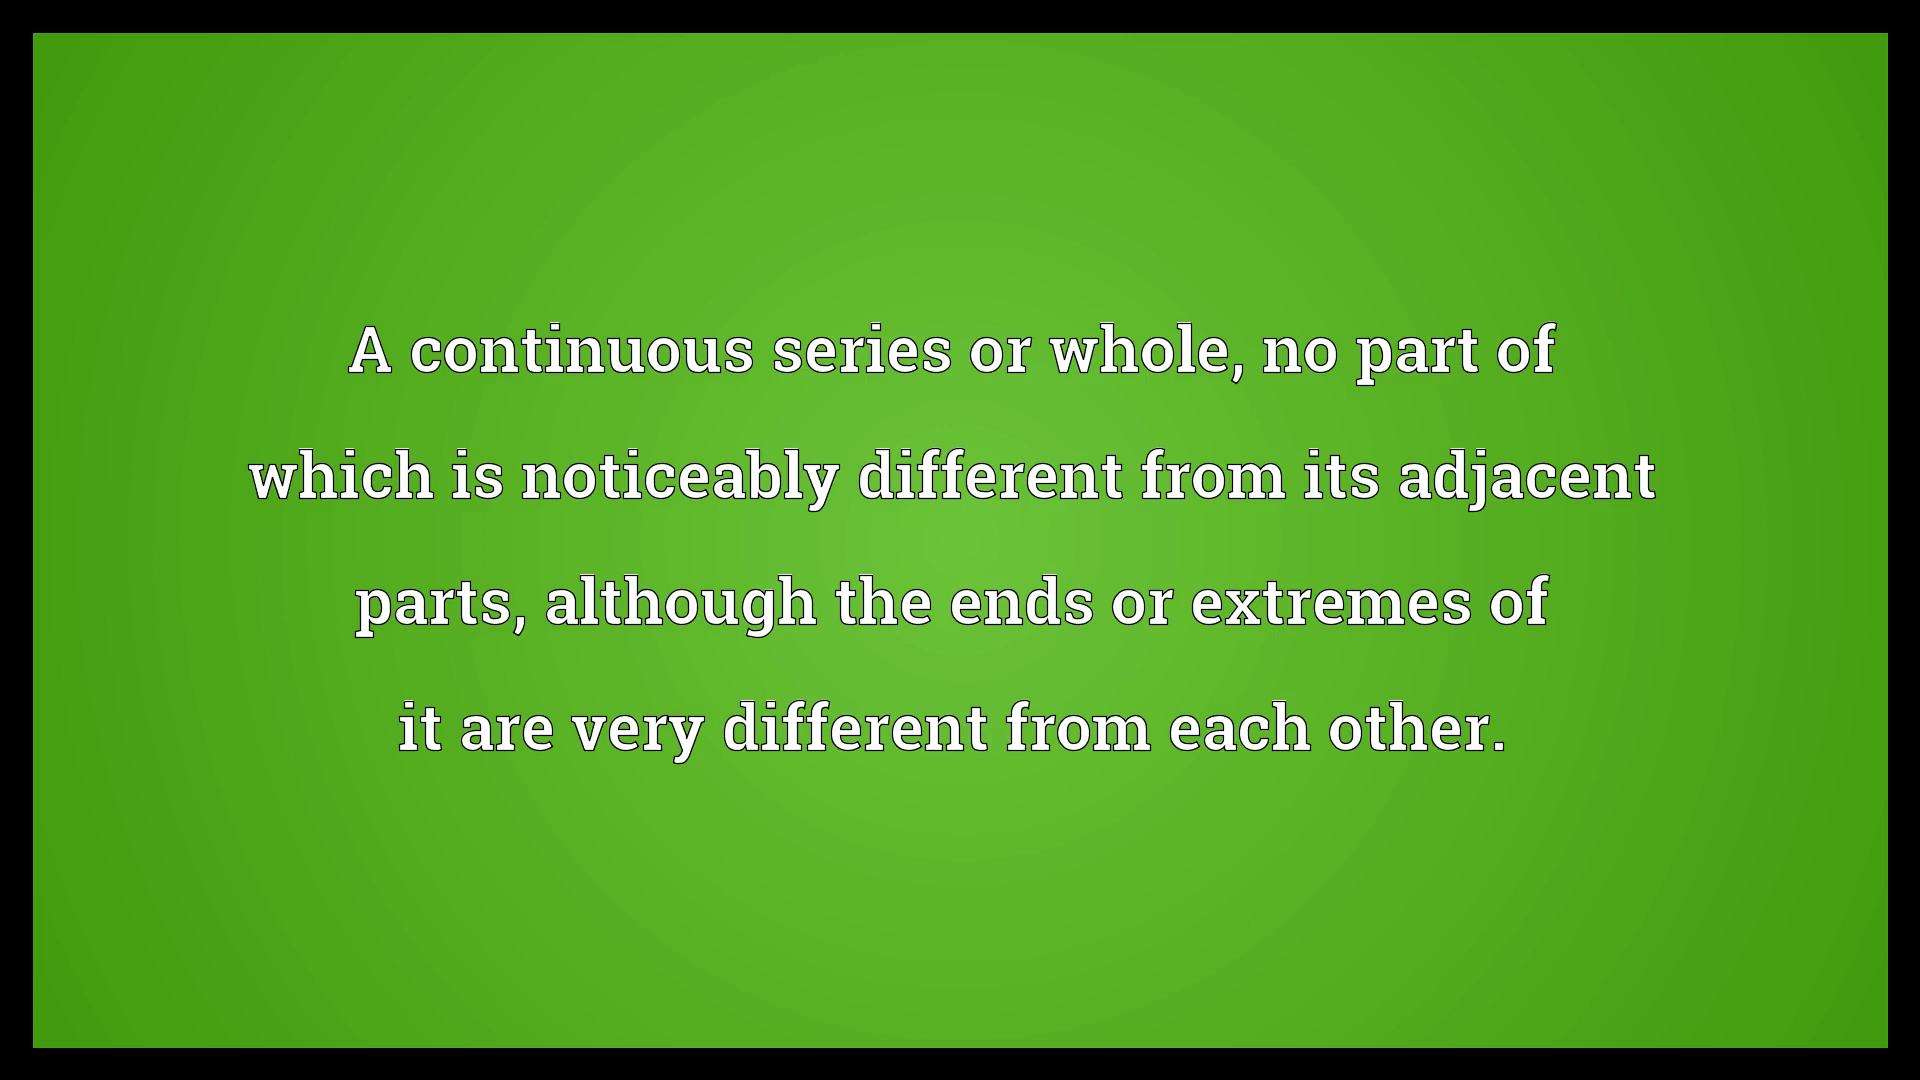 A continuous series or whole, no part of
which is noticeably different from its adjacent
parts, although the ends or extremes of
it are very different from each other.